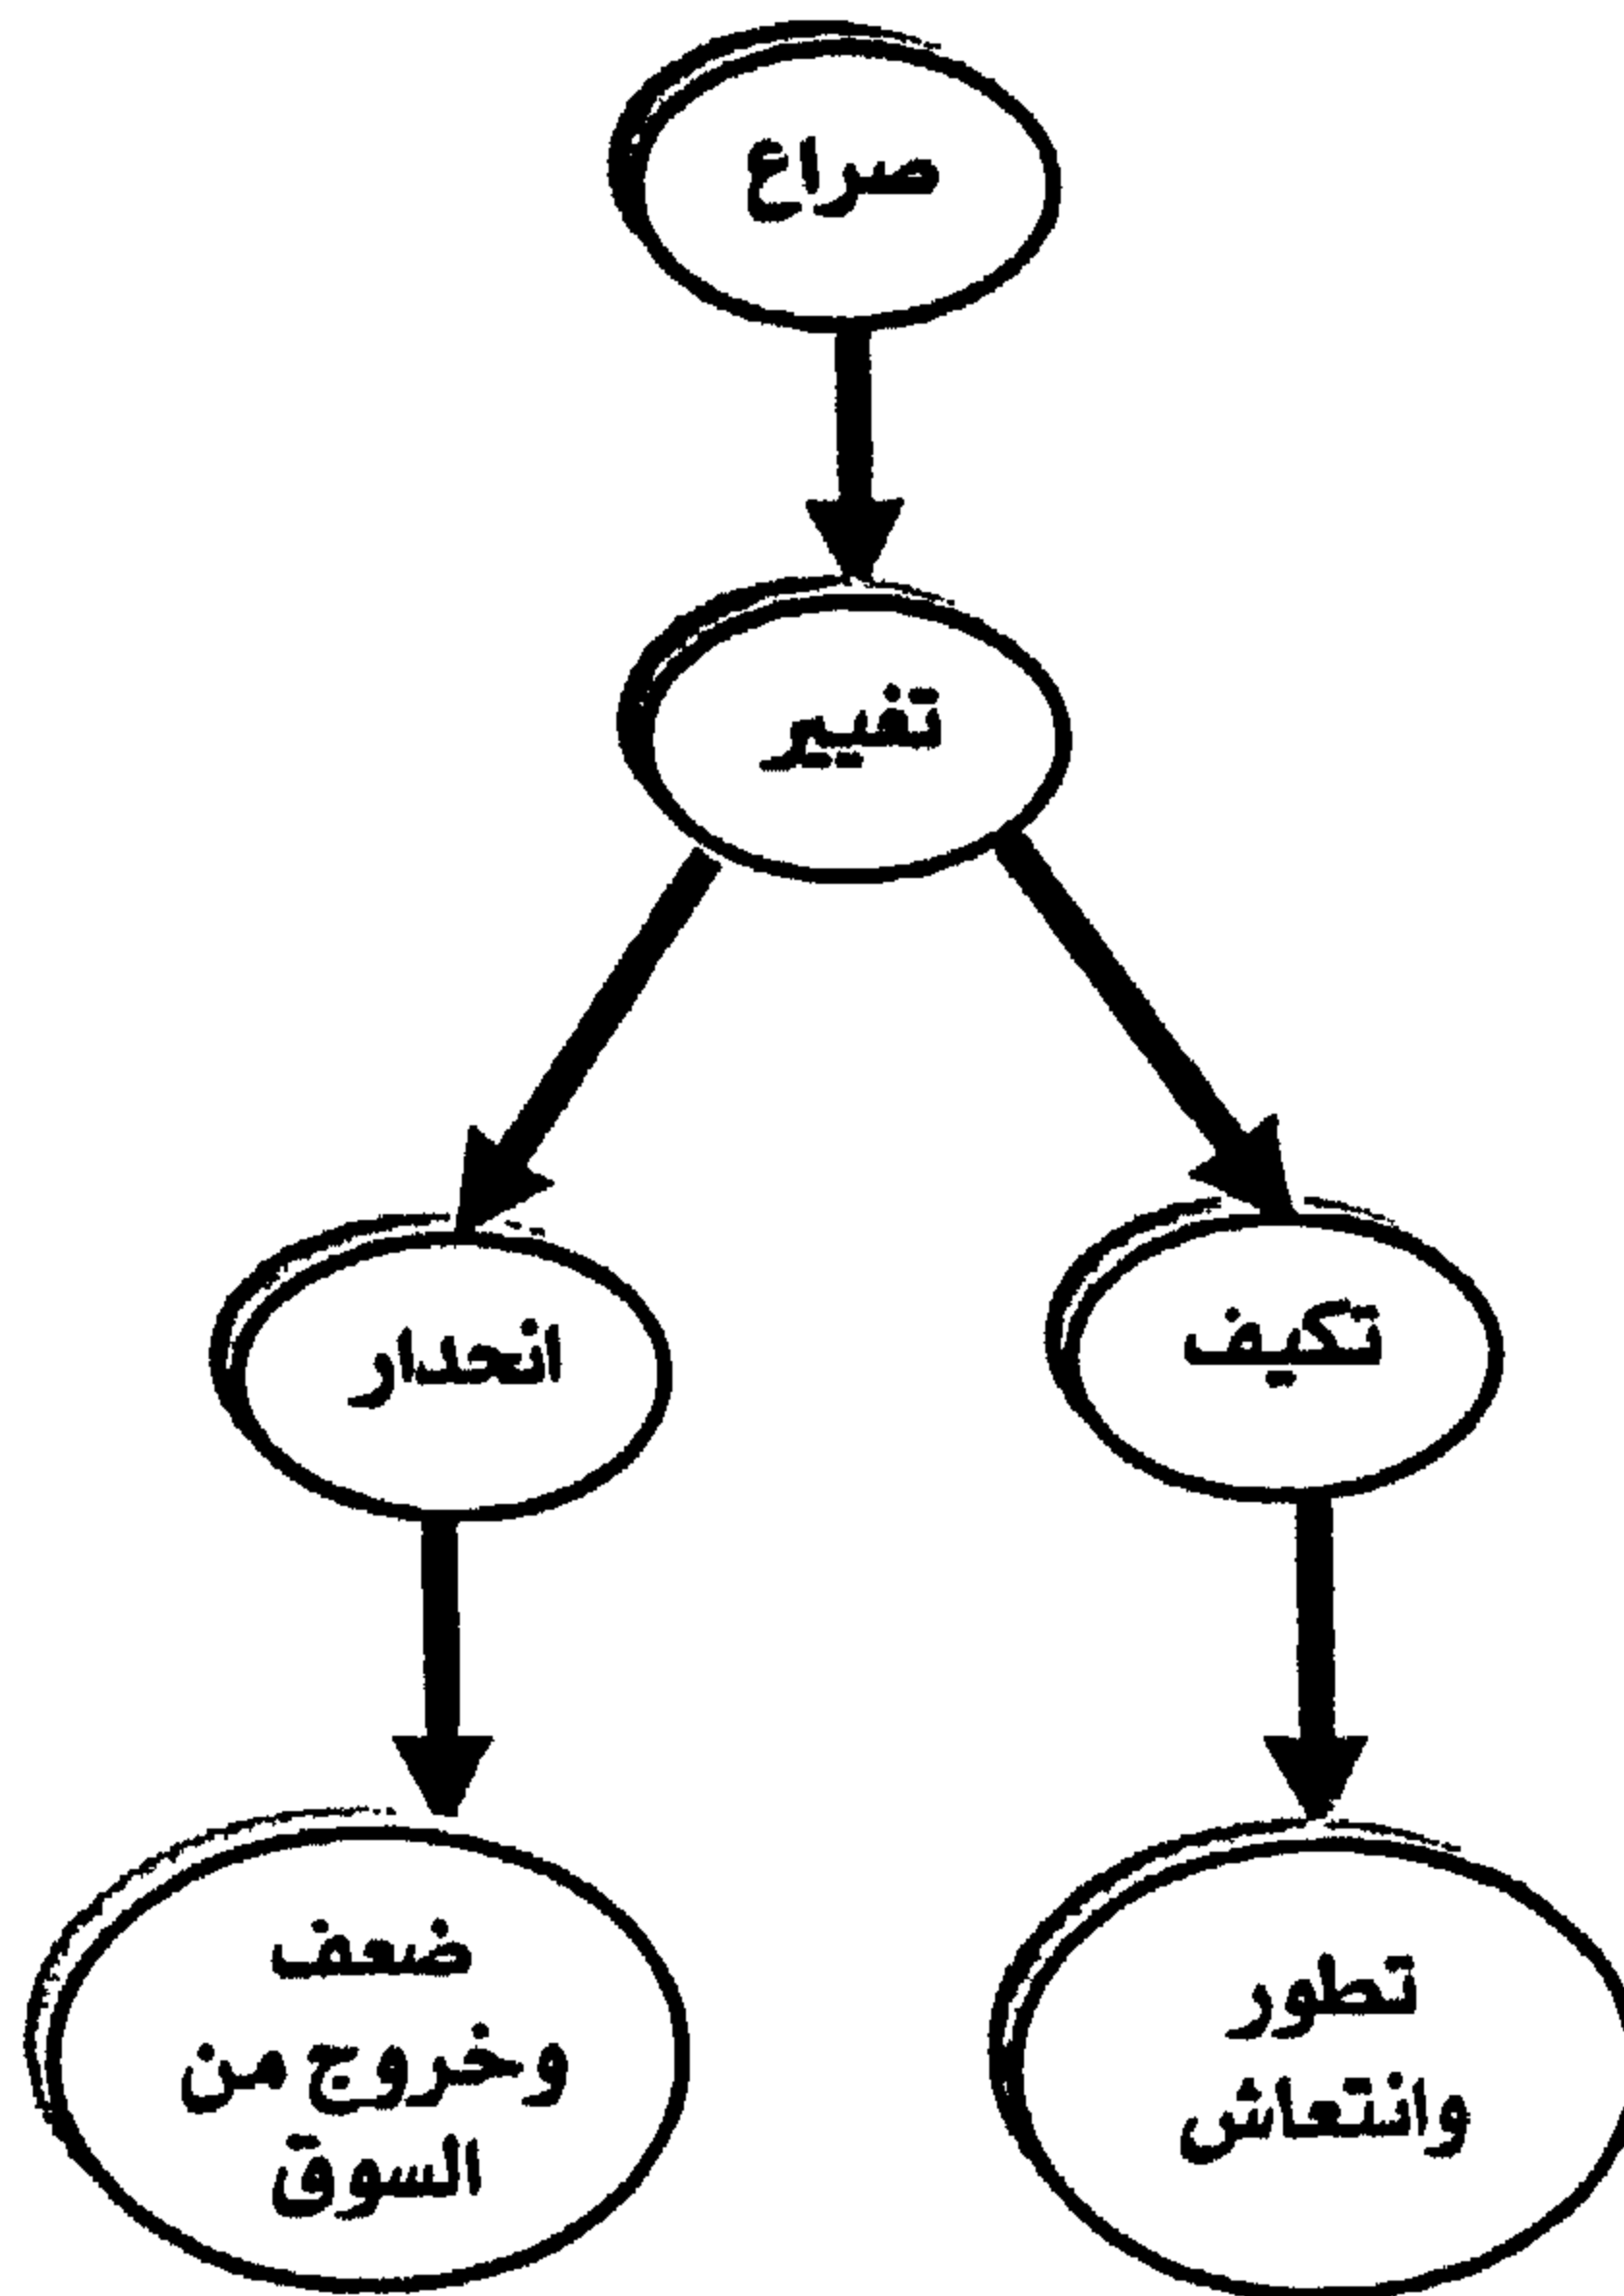 صراع
تغيير
تكيف
انحدار
تطور
وانتعاش
ضعف
وخروج من
السوق